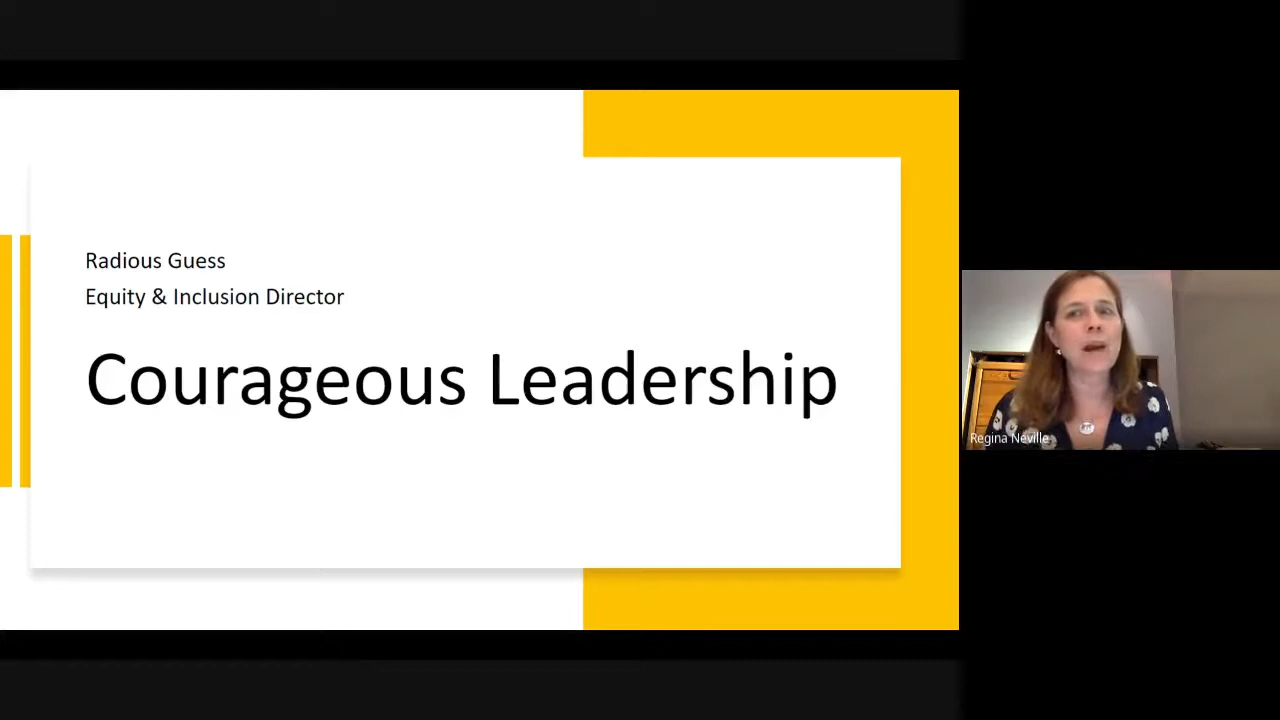 Radious Guess
Equity & Inclusion Director
Courageous Leadership
Regina Neville